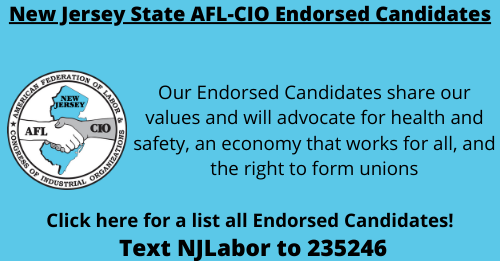 New Jersey State AFL-CIO Endorsed Candidates
AMERICAN FEDERATION OF LABOR &
CONGRESS OF INDUSTRIAL ORGANIZATIONS
NEW
JERSEY
AFL CIO
Our Endorsed Candidates share our
values and will advocate for health and
safety, an economy that works for all, and
the right to form unions
Click here for a list all Endorsed Candidates!
Text NJLabor to 235246